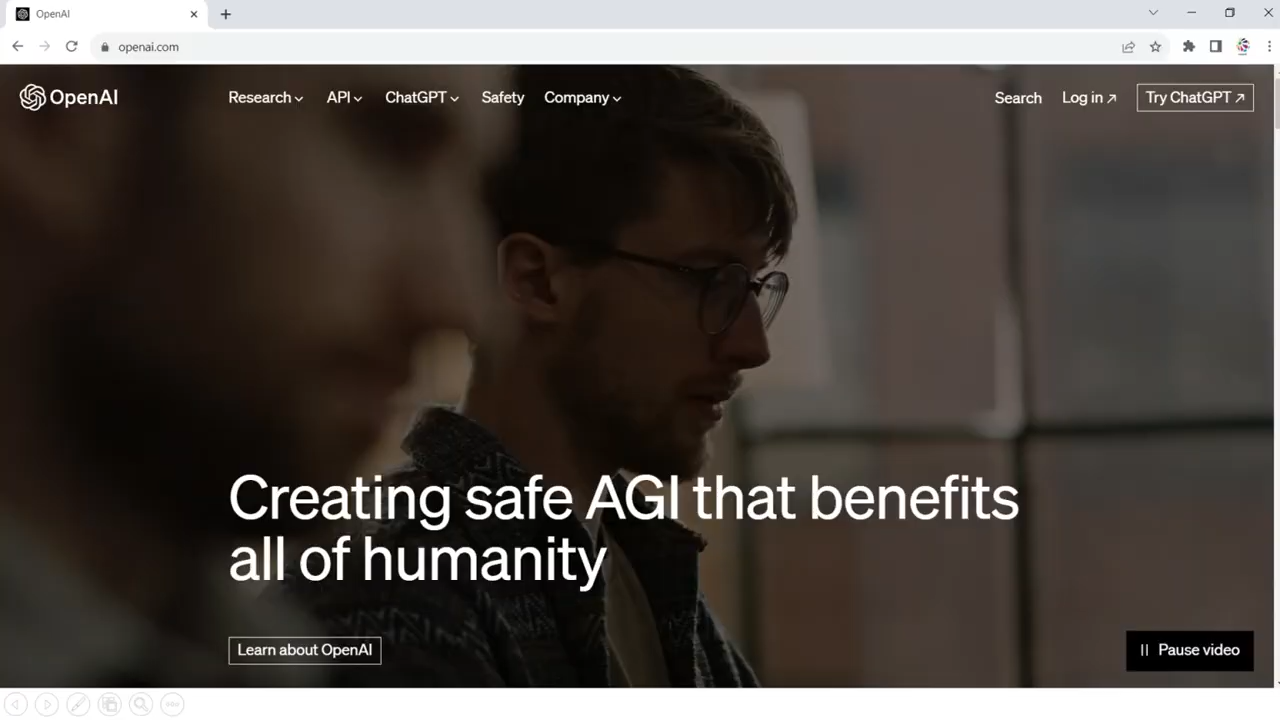 OpenAI
openai.com
OpenAI
Research API ChatGPT Safety Company
Search Log in Try ChatGPT
Creating safe AGI that benefits
all of humanity
Learn about OpenAI
Pause video